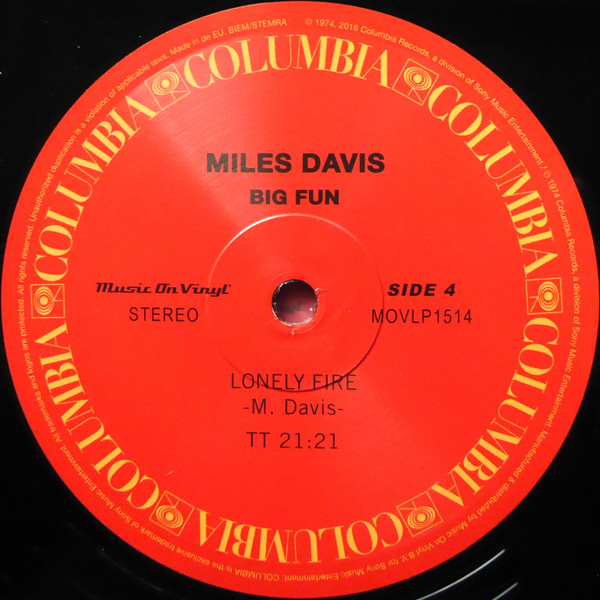 MILES DAVIS
BIG FUN
Music On Vinyl
STEREO
SIDE 4
MOVLP1514
LONELY FIRE
-M. Davis-
TT 21:21
COLUMBIA
COLUMBIA
COLUMBIA
COLUMBIA
COLUMBIA
COLUMBIA
COLUMBIA
COLUMBIA
℗ 1974, 2016 Columbia Records, a division of Sony Music Entertainment / © 1974 Columbia Records, a division of Sony Music Entertainment. Manufactured & distributed by Music On Vinyl B.V. for Sony Music Entertainment. COLUMBIA is the exclusive trademark of Sony Music Entertainment. All trademarks and logos are protected. All rights reserved. Unauthorized duplication is a violation of applicable laws. Made in de EU. BIEM/STEMRA